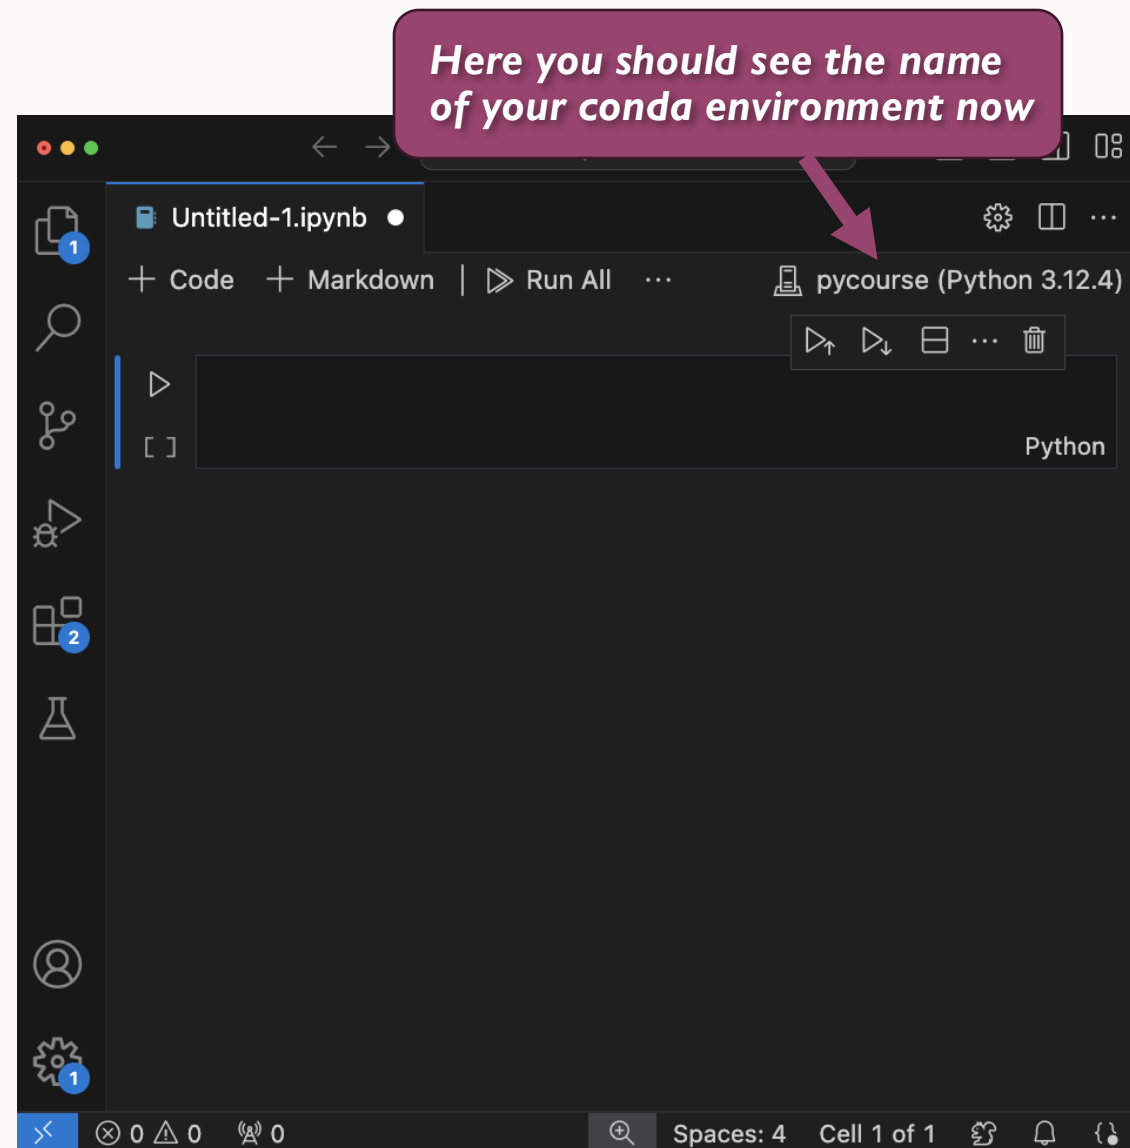 Here you should see the name
of your conda environment now
Untitled-1.ipynb
1
+ Code + Markdown | Run All ... pycourse (Python 3.12.4)
...
[ ]
Python
2
1
0 0 0 Spaces: 4 Cell 1 of 1